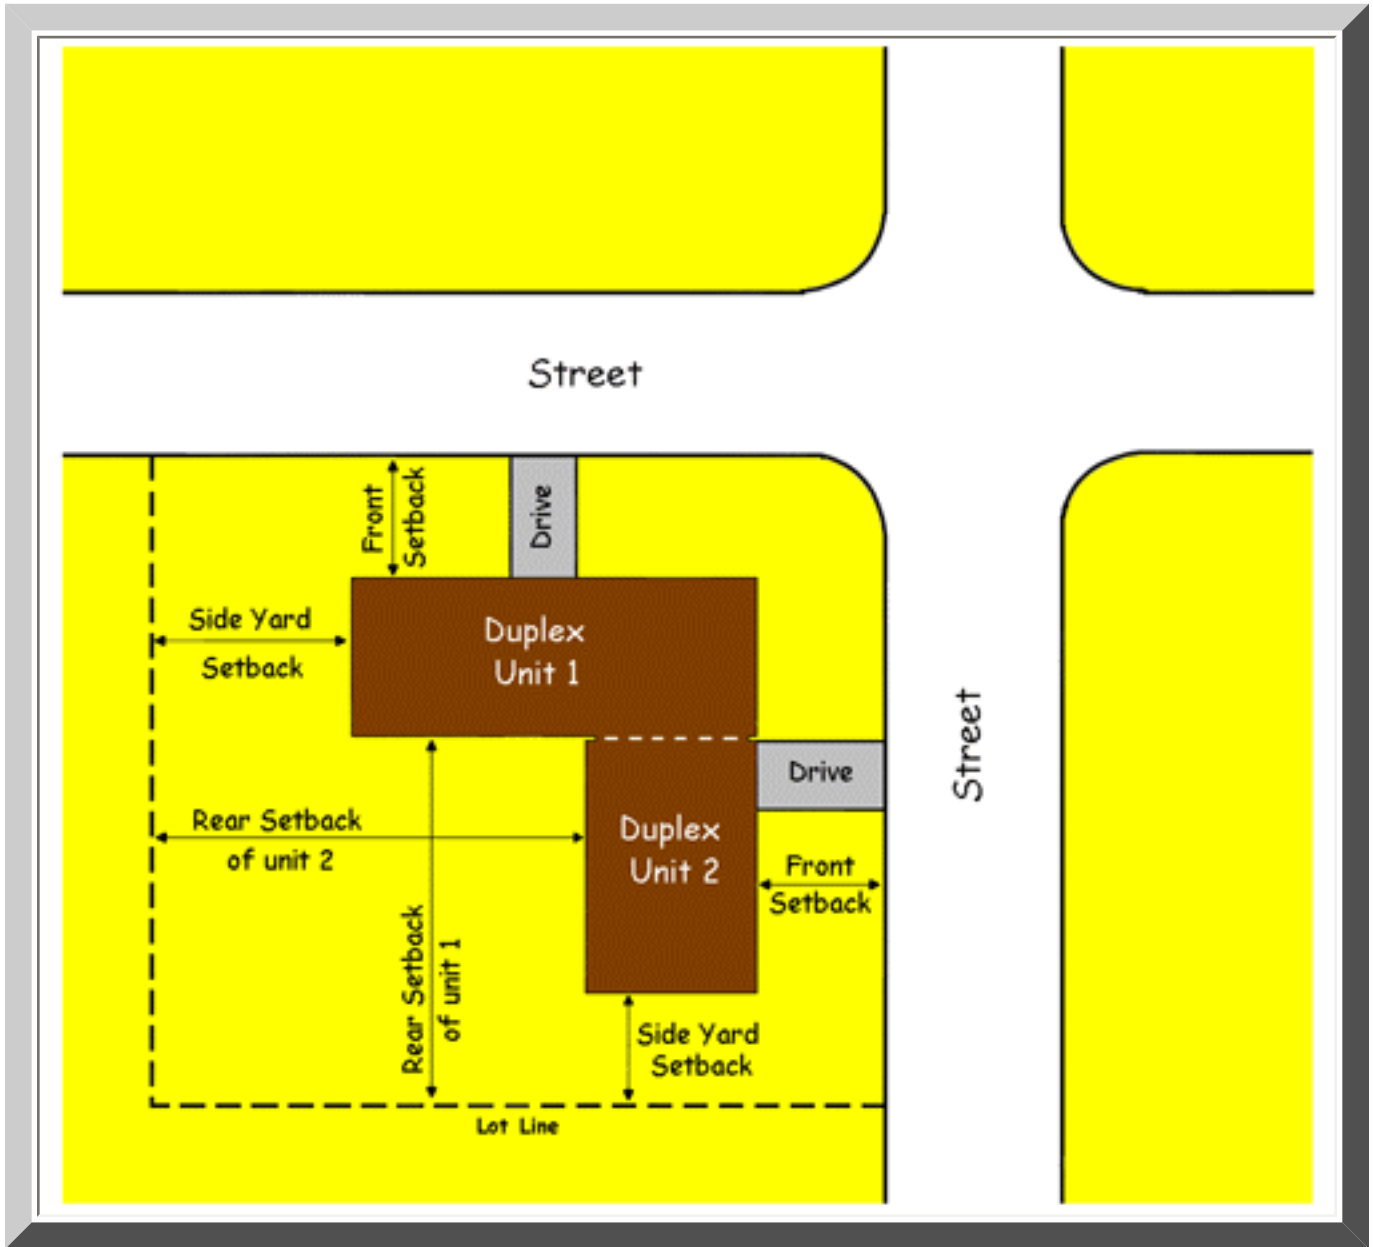 Street
Front
Setback
Drive
Side Yard
Setback
Duplex
Unit 1
Street
Drive
Rear Setback
of unit 2
Duplex
Unit 2
Front
Setback
Rear Setback
of unit 1
Side Yard
Setback
Lot Line